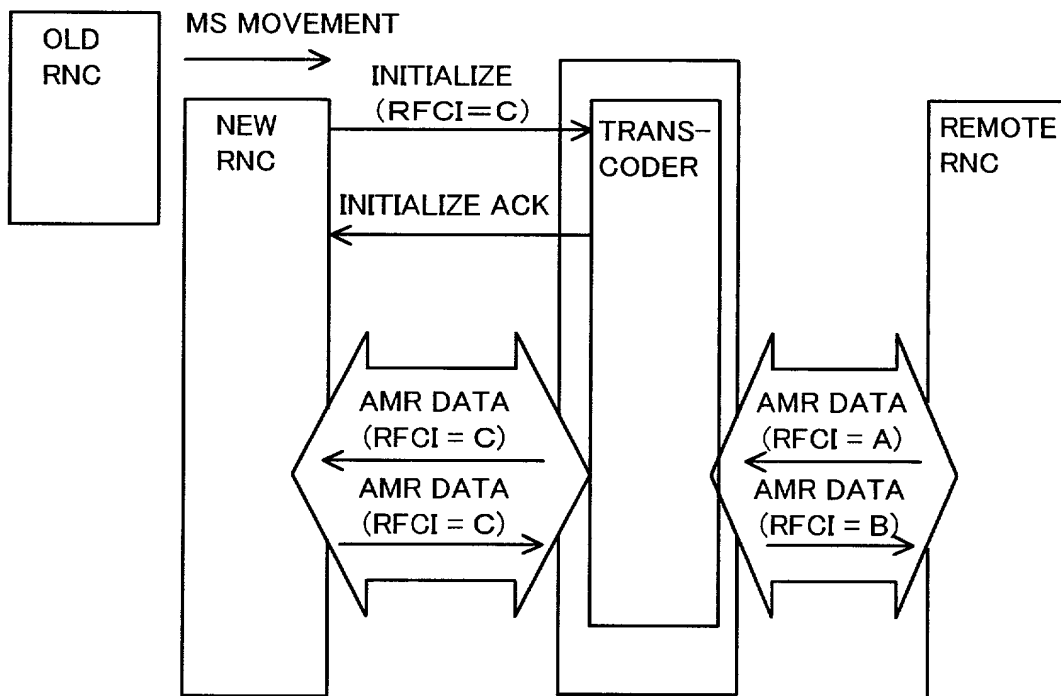 OLD
RNC
MS MOVEMENT
INITIALIZE
(RFCI=C)
NEW
RNC
TRANS-
CODER
REMOTE
RNC
INITIALIZE ACK
AMR DATA
(RFCI = C)
AMR DATA
(RFCI = C)
AMR DATA
(RFCI = A)
AMR DATA
(RFCI = B)